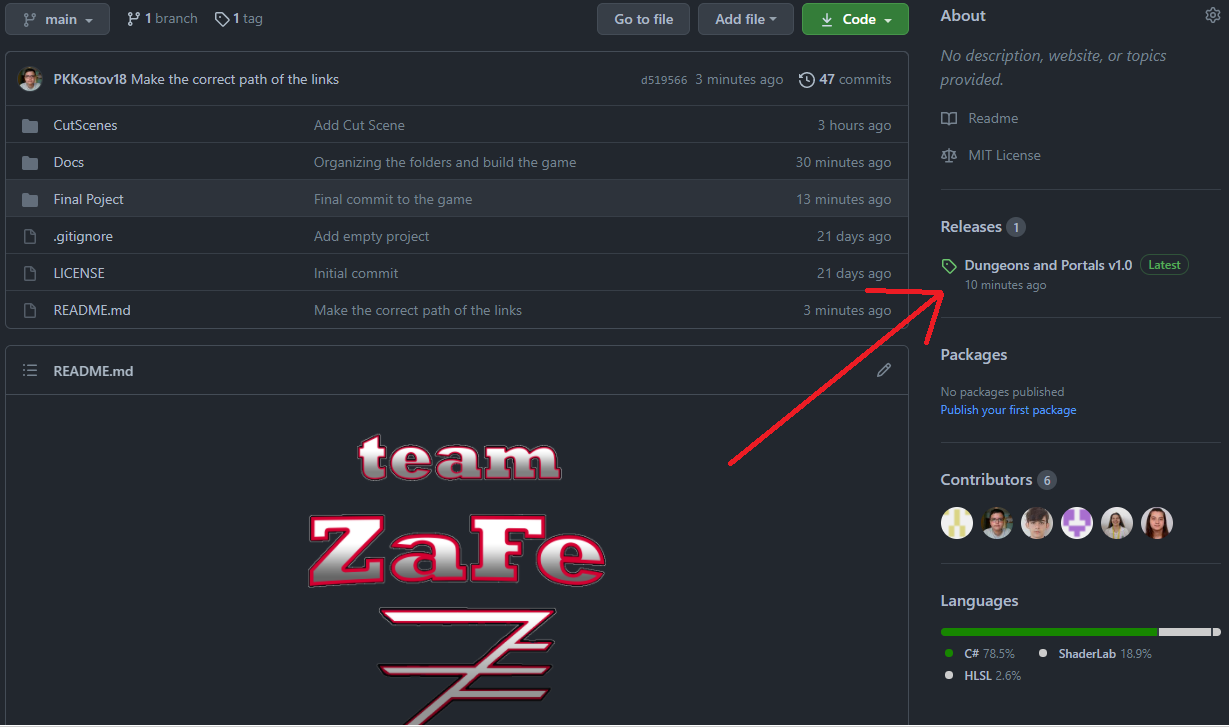 main
1 branch
1 tag
Go to file
Add file
Code
PKKostov18 Make the correct path of the links d519566 3 minutes ago 47 commits
CutScenes Add Cut Scene 3 hours ago
Docs Organizing the folders and build the game 30 minutes ago
Final Poject Final commit to the game 13 minutes ago
.gitignore Add empty project 21 days ago
LICENSE Initial commit 21 days ago
README.md Make the correct path of the links 3 minutes ago
README.md
team
ZaFe
About
No description, website, or topics
provided.
Readme
MIT License
Releases 1
Dungeons and Portals v1.0 Latest
10 minutes ago
Packages
No packages published
Publish your first package
Contributors 6
Languages
C# 78.5% ShaderLab 18.9%
HLSL 2.6%